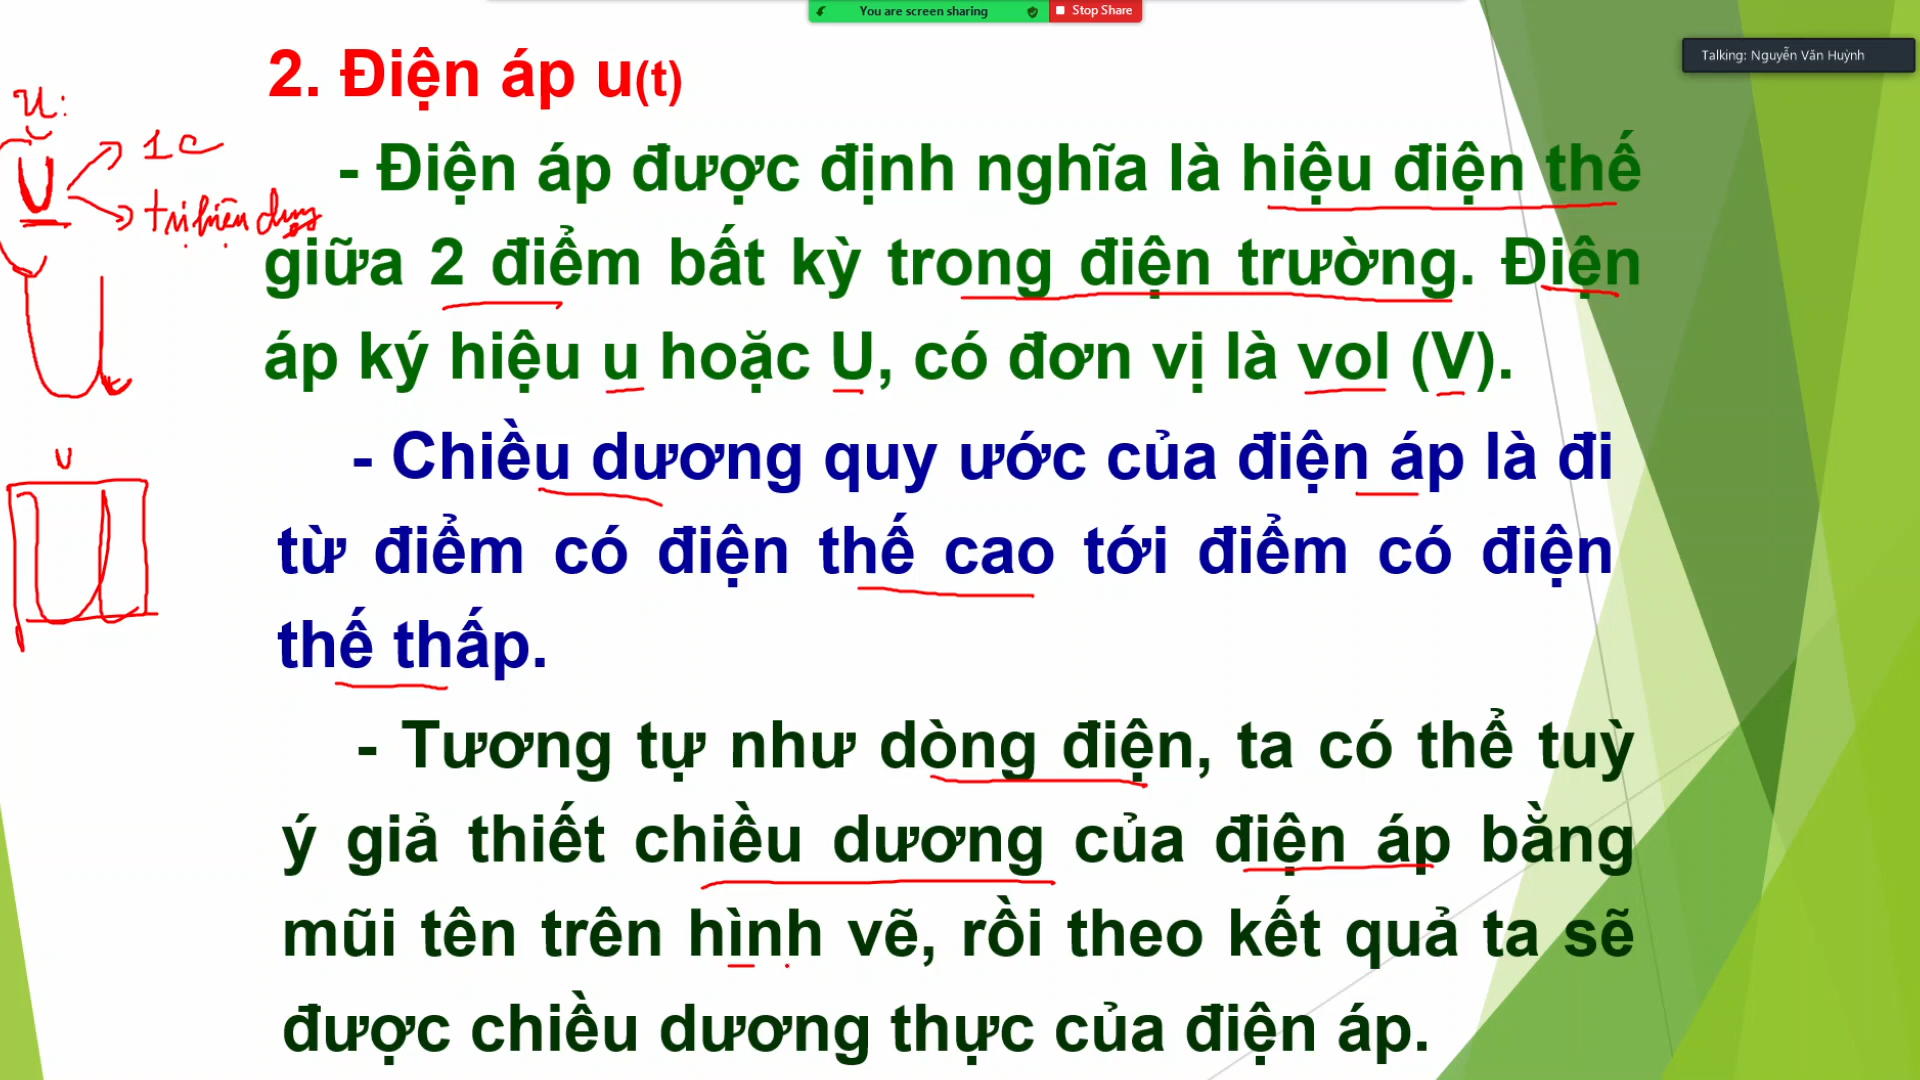 You are screen sharing
Stop Share
Talking: Nguyễn Văn Huỳnh
2. Điện áp u(t)
- Điện áp được định nghĩa là hiệu điện thế
giữa 2 điểm bất kỳ trong điện trường. Điện
áp ký hiệu u hoặc U, có đơn vị là vol (V).
- Chiều dương quy ước của điện áp là đi
từ điểm có điện thế cao tới điểm có điện
thế thấp.
- Tương tự như dòng điện, ta có thể tuỳ
ý giả thiết chiều dương của điện áp bằng
mũi tên trên hình vẽ, rồi theo kết quả ta sẽ
được chiều dương thực của điện áp.
u:
U
1c
U
u